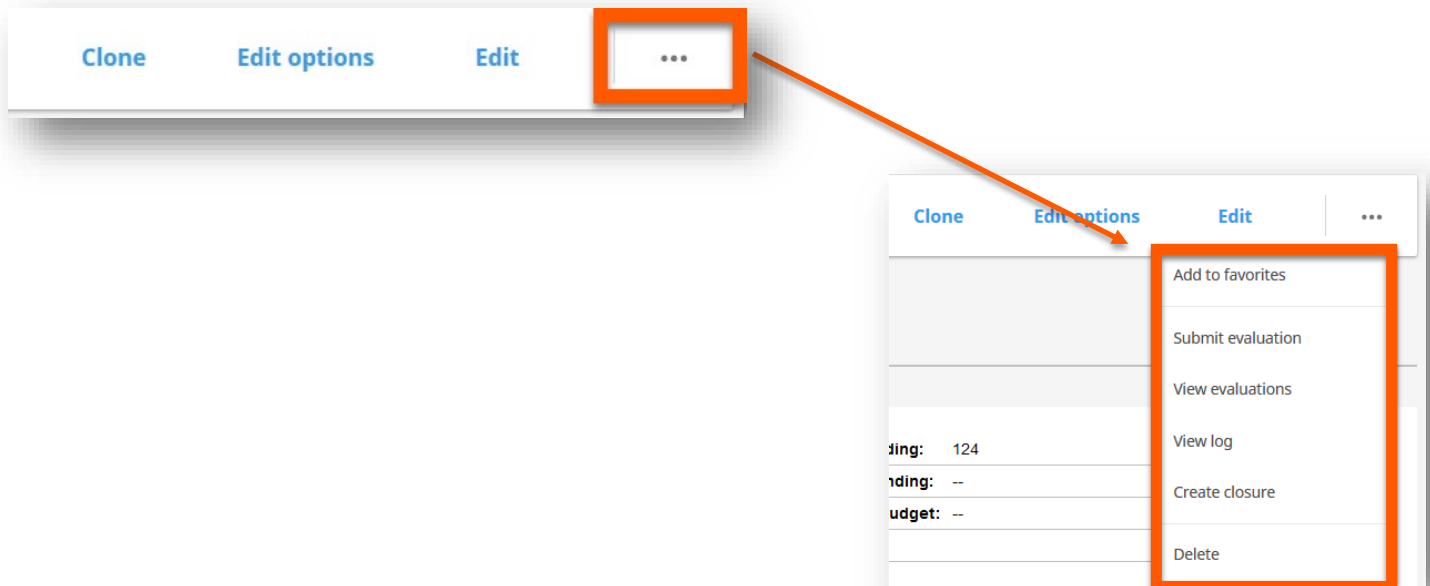 Clone Edit options Edit ...
Clone Edit options Edit ...
Add to favorites
Submit evaluation
View evaluations
View log
Create closure
Delete
ding: 124
nding: --
udget: --